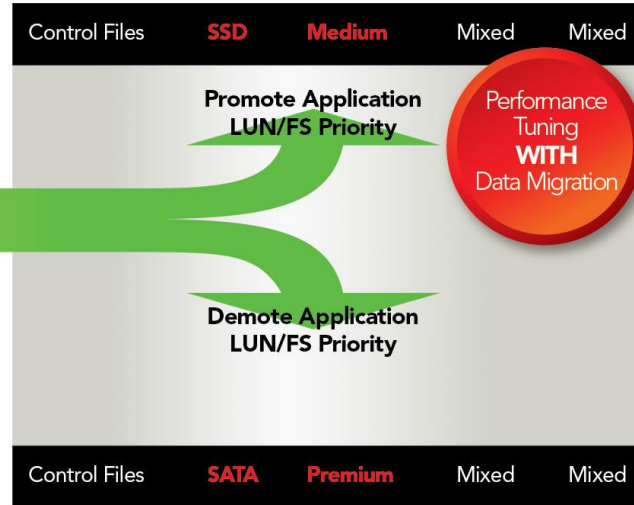 Control Files SSD Medium Mixed Mixed
Promote Application
LUN/FS Priority
Performance
Tuning
WITH
Data Migration
Demote Application
LUN/FS Priority
Control Files SATA Premium Mixed Mixed